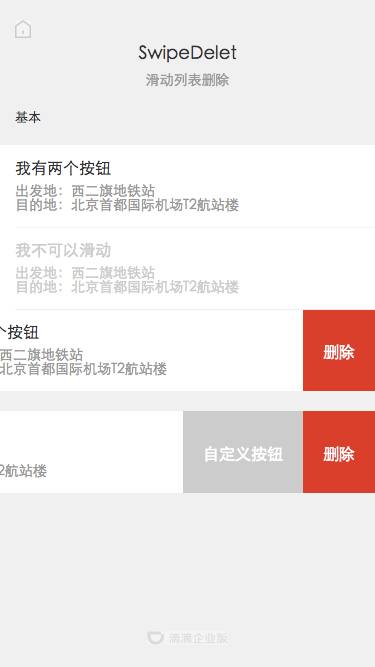 SwipeDelet
滑动列表删除
基本
我有两个按钮
出发地：西二旗地铁站
目的地：北京首都国际机场T2航站楼
我不可以滑动
出发地：西二旗地铁站
目的地：北京首都国际机场T2航站楼
个按钮
西二旗地铁站
北京首都国际机场T2航站楼
删除
2航站楼
自定义按钮
删除
滴滴企业版